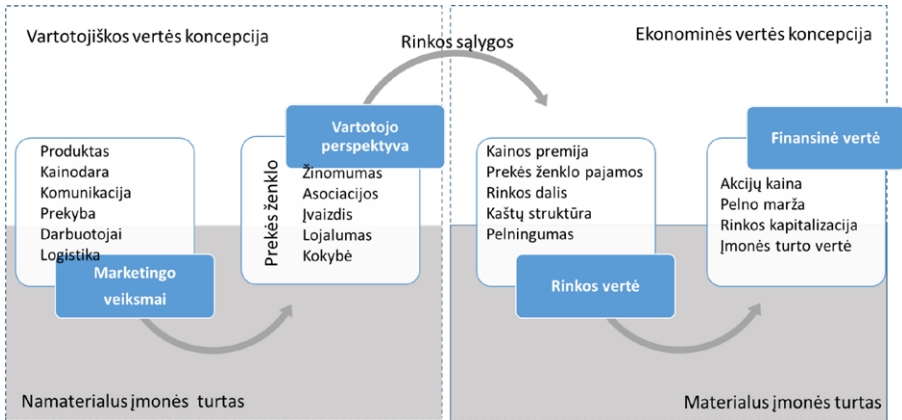 Vartotojiškos vertės koncepcija
Rinkos sąlygos
Ekonominės vertės koncepcija
Produktas
Kainodara
Komunikacija
Prekyba
Darbuotojai
Logistika
Marketingo
veiksmai
Vartotojo
perspektyva
Prekės ženklo
Žinomumas
Asociacijos
Įvaizdis
Lojalumas
Kokybė
Kainos premija
Prekės ženklo pajamos
Rinkos dalis
Kaštų struktūra
Pelningumas
Rinkos vertė
Finansinė vertė
Akcijų kaina
Pelno marža
Rinkos kapitalizacija
Įmonės turto vertė
Namaterialus įmonės turtas
Materialus įmonės turtas